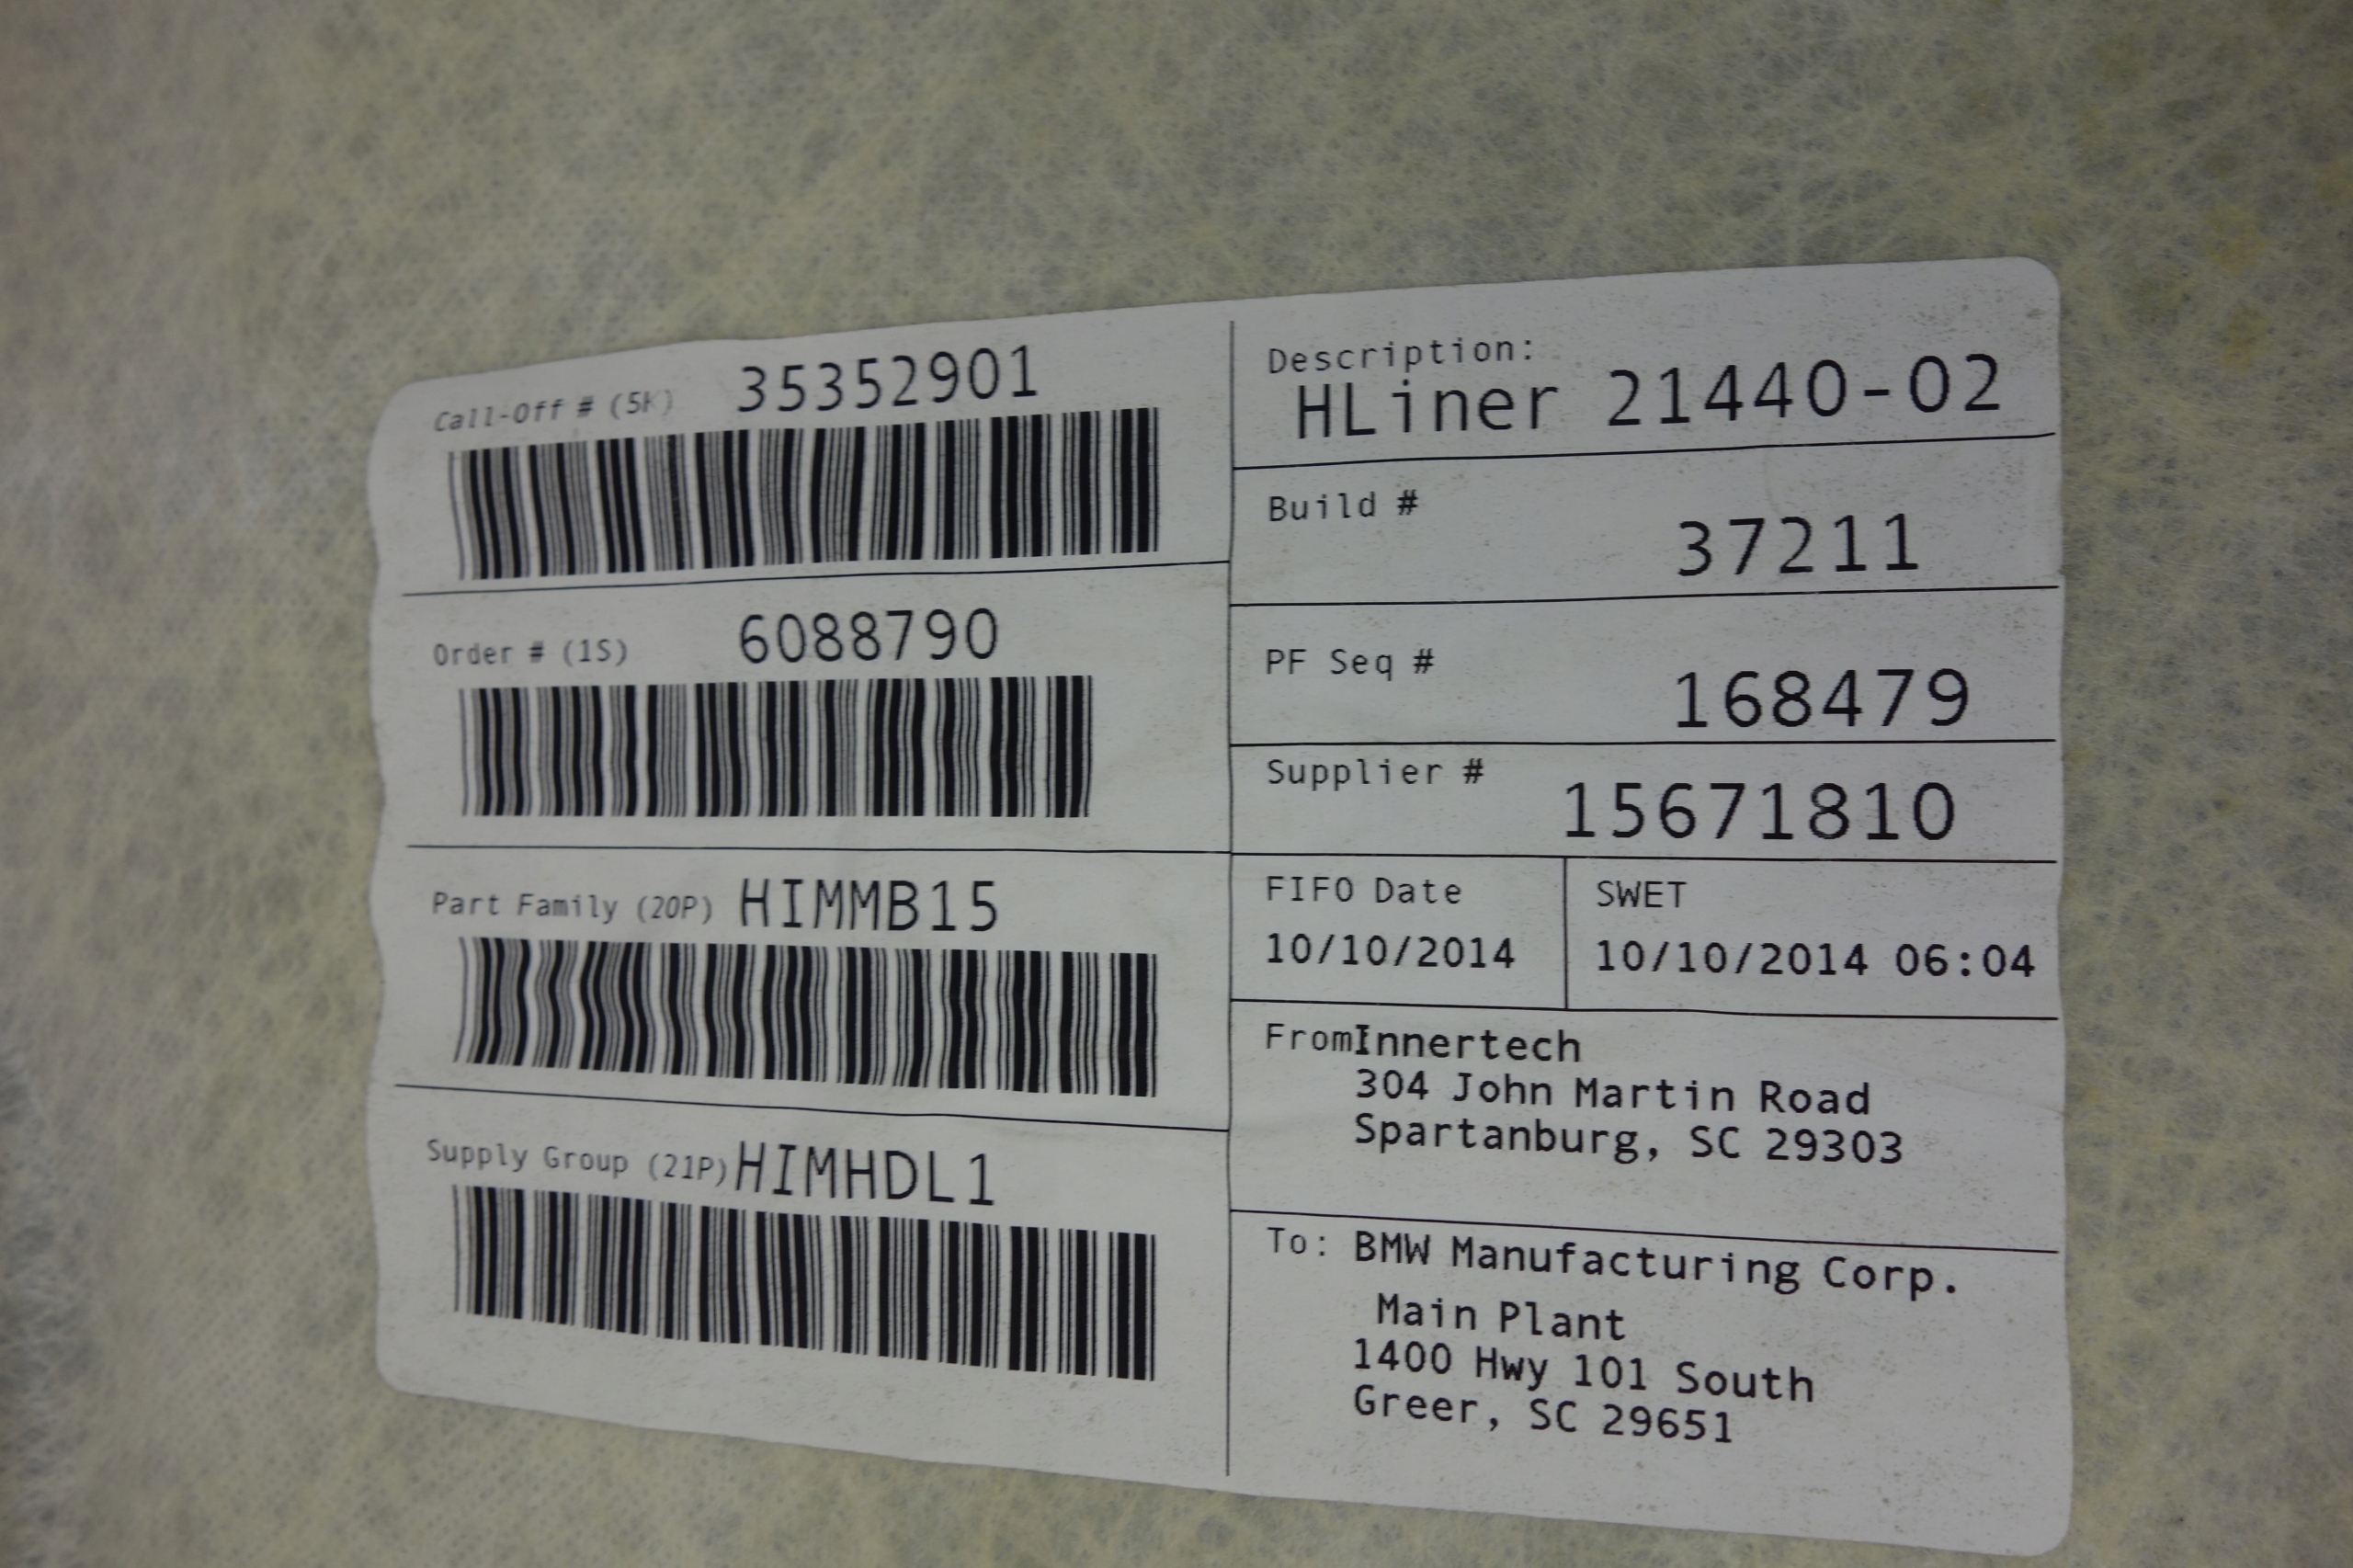 Call-Off # (5K) 35352901
Order # (1S) 6088790
Part Family (20P) HIMMB15
Supply Group (21P) HIMHDL1
Description:
HLiner 21440-02
Build #
37211
PF Seq #
168479
Supplier #
15671810
FIFO Date
10/10/2014
SWET
10/10/2014 06:04
From Innertech
304 John Martin Road
Spartanburg, SC 29303
To: BMW Manufacturing Corp.
Main Plant
1400 Hwy 101 South
Greer, SC 29651